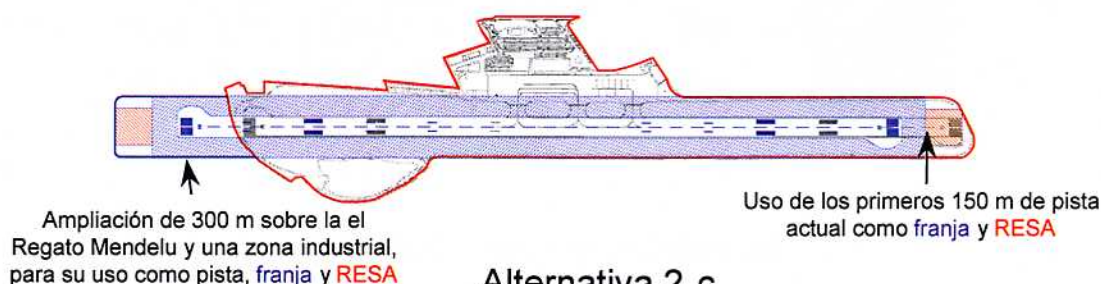 Ampliación de 300 m sobre la el
Regato Mendelu y una zona industrial,
para su uso como pista, franja y RESA
Uso de los primeros 150 m de pista
actual como franja y RESA
Alternativa 2 c